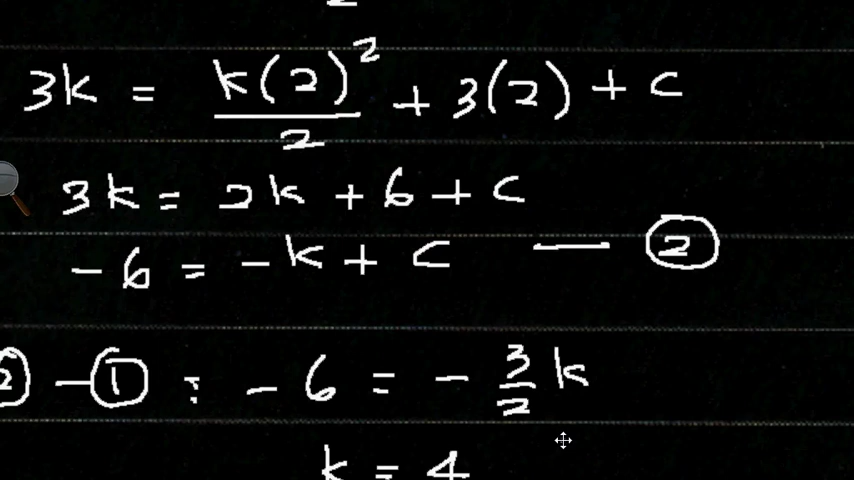 3k = k(2)²/2 + 3(2) + c
3k = 2k + 6 + c
-6 = -k + c — ②
② - ① : -6 = -3/2 k
k = 4